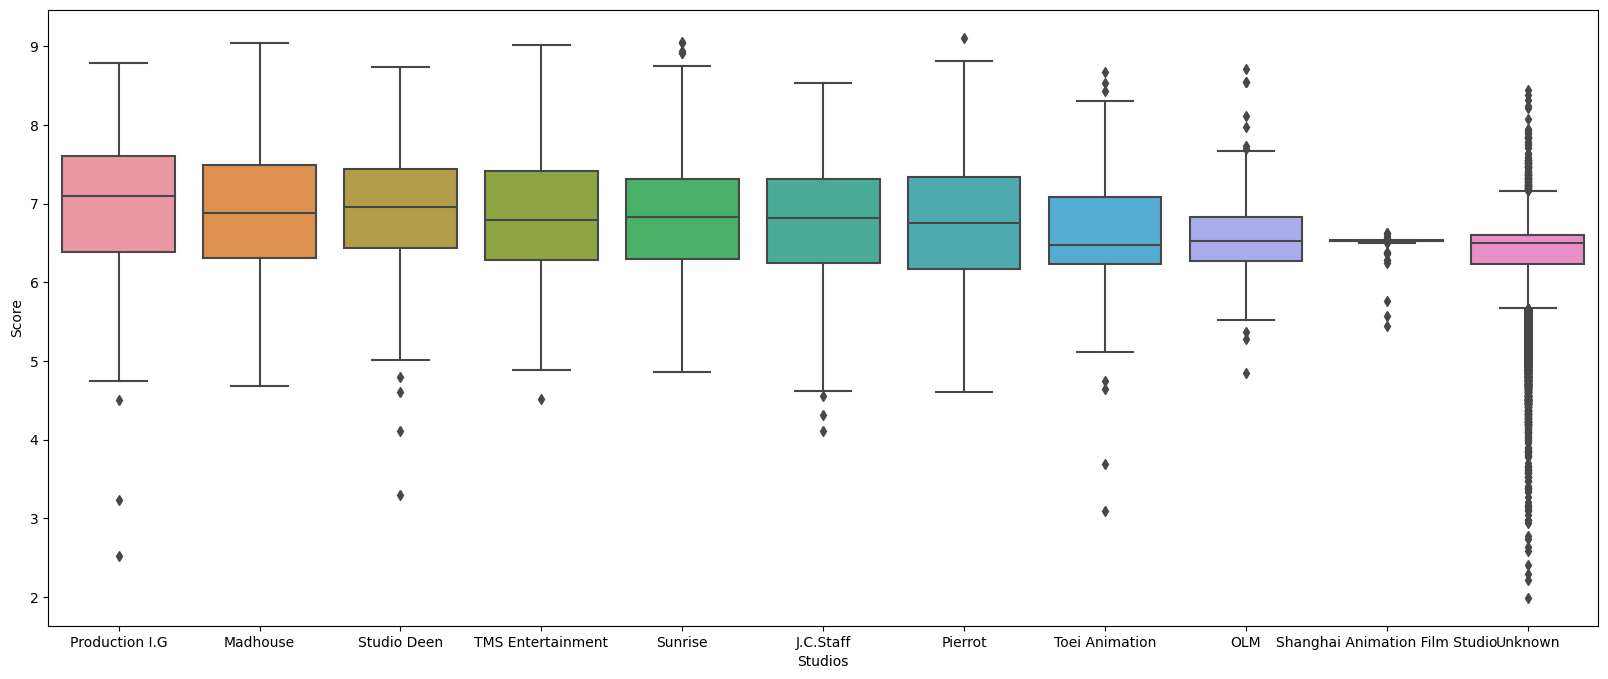 9
8
7
6
5
4
3
2
Score
Production I.G Madhouse Studio Deen TMS Entertainment Sunrise J.C.Staff Pierrot Toei Animation OLM Shanghai Animation Film Studio Unknown
Studios